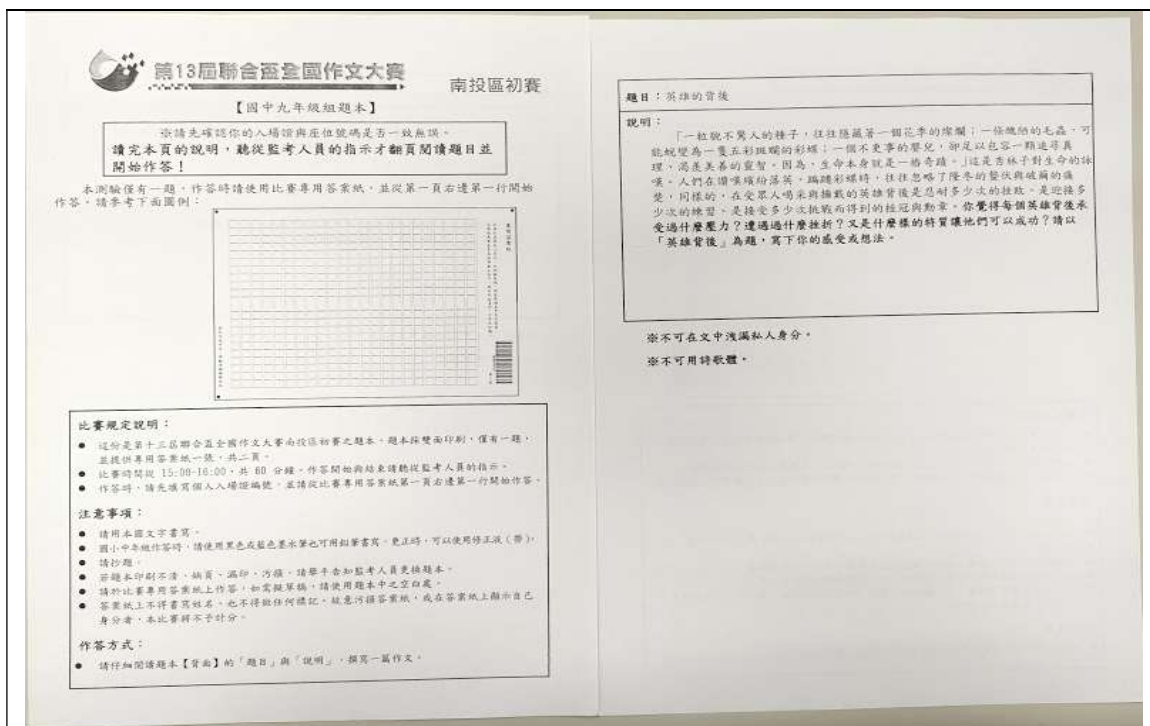 第13屆聯合盃全國作文大賽
南投區初賽
【國中九年級組題本】
※請先確認你的入場證與座位號碼是否一致無誤。
讀完本頁的說明，聽從監考人員的指示才翻頁閱讀題目並
開始作答！
本測驗僅有一題，作答時請使用比賽專用答案紙，並從第一頁右邊第一行開始
作答。請參考下面圖例：
比賽規定說明：
● 這份是第十三屆聯合盃全國作文大賽南投區初賽之題本。題本採雙面印刷，僅有一題，
並提供專用答案紙一張，共二頁。
● 比賽時間從 15:00-16:00，共 60 分鐘。作答開始與結束請聽從監考人員的指示。
● 作答時，請先填寫個人入場證編號，並請從比賽專用答案紙第一頁右邊第一行開始作答。
注意事項：
● 請用本國文字書寫。
● 國小中年級作答時，請使用黑色或藍色墨水筆也可用鉛筆書寫。更正時，可以使用修正液（帶）。
● 請抄題。
● 若題本印刷不清、缺頁、漏印、污損，請舉手告知監考人員更換題本。
● 請於比賽專用答案紙上作答，如需擬草稿，請使用題本中之空白處。
● 答案紙上不得書寫姓名，也不得做任何標記。故意污損答案紙，或在答案紙上顯示自己
身分者，本比賽將不予計分。
作答方式：
● 請仔細閱讀題本【背面】的「題目」與「說明」，撰寫一篇作文。
題目：英雄的背後
說明：
「一粒貌不驚人的種子，往往隱藏著一個花季的燦爛；一條醜陋的毛蟲，可
能蛻變為一隻五彩斑斕的彩蝶；一個不更事的嬰兒，卻足以包容一顆追尋真
理、渴羨美善的靈智。因為，生命本身就是一樁奇蹟。」這是杏林子對生命的詠
嘆。人們在讚嘆繽紛落英、蹁躚彩蝶時，往往忽略了隆冬的蟄伏與破繭的痛
楚，同樣的，在受眾人喝采與擁戴的英雄背後是忍耐多少次的挫敗、是迎接多
少次的練習、是接受多少次挑戰而得到的桂冠與勳章。你覺得每個英雄背後承
受過什麼壓力？遭遇過什麼挫折？又是什麼樣的特質讓他們可以成功？請以
「英雄背後」為題，寫下你的感受或想法。
※不可在文中洩漏私人身分。
※不可用詩歌體。